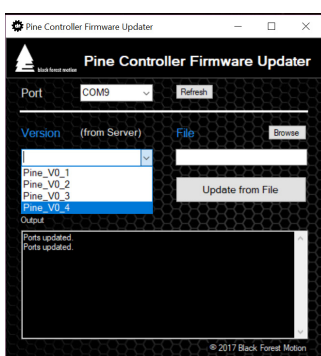 Pine Controller Firmware Updater
black forest motion
Pine Controller Firmware Updater
Port COM9 Refresh
Version (from Server) File Browse
Pine_V0_1
Pine_V0_2
Pine_V0_3
Pine_V0_4
Update from File
Output
Ports updated.
Ports updated.
© 2017 Black Forest Motion